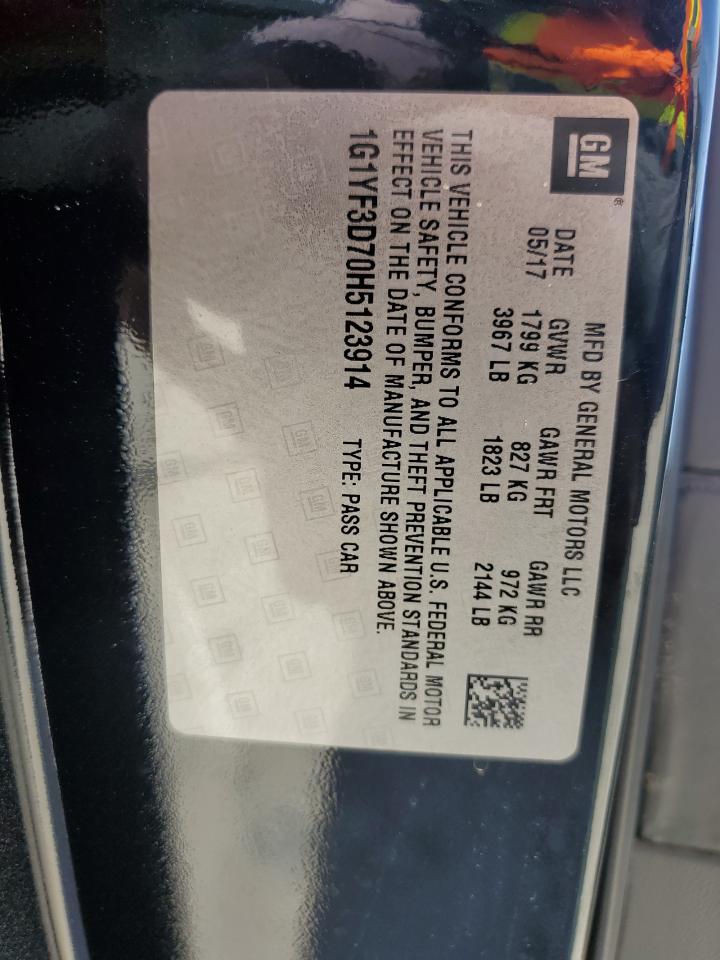 GM®
MFD BY GENERAL MOTORS LLC
DATE GVWR GAWR FRT GAWR RR
05/17 1799 KG 827 KG 972 KG
3967 LB 1823 LB 2144 LB
THIS VEHICLE CONFORMS TO ALL APPLICABLE U.S. FEDERAL MOTOR
VEHICLE SAFETY, BUMPER, AND THEFT PREVENTION STANDARDS IN
EFFECT ON THE DATE OF MANUFACTURE SHOWN ABOVE.
1G1YF3D70H5123914 TYPE: PASS CAR